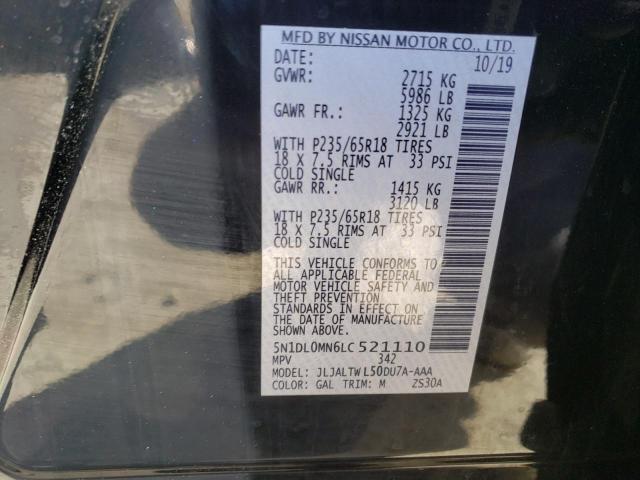 MFD BY NISSAN MOTOR CO., LTD.
DATE: 10/19
GVWR: 2715 KG
5986 LB
GAWR FR.: 1325 KG
2921 LB
WITH P235/65R18 TIRES
18 X 7.5 RIMS AT 33 PSI
COLD SINGLE
GAWR RR.: 1415 KG
3120 LB
WITH P235/65R18 TIRES
18 X 7.5 RIMS AT 33 PSI
COLD SINGLE
THIS VEHICLE CONFORMS TO
ALL APPLICABLE FEDERAL
MOTOR VEHICLE SAFETY AND
THEFT PREVENTION
STANDARDS IN EFFECT ON
THE DATE OF MANUFACTURE
SHOWN ABOVE.
5N1DL0MN6LC 521110
MPV 342
MODEL: JLJALTW L50DU7A-AAA
COLOR: GAL TRIM: M ZS30A